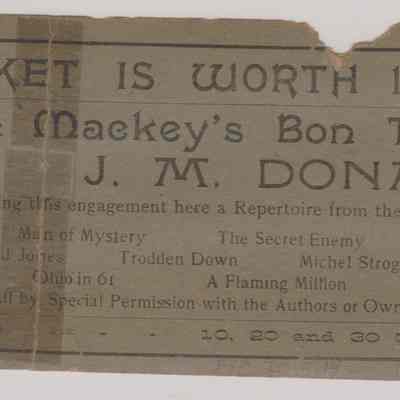 KET IS WORTH 1
Mackey's Bon T
J. M. DONA
ng this engagement here a Repertoire from the
Man of Mystery The Secret Enemy
Jones Trodden Down Michel Strog
Ohio in 61 A Flaming Million
by Special Permission with the Authors or Own
- - 10, 20 and 30